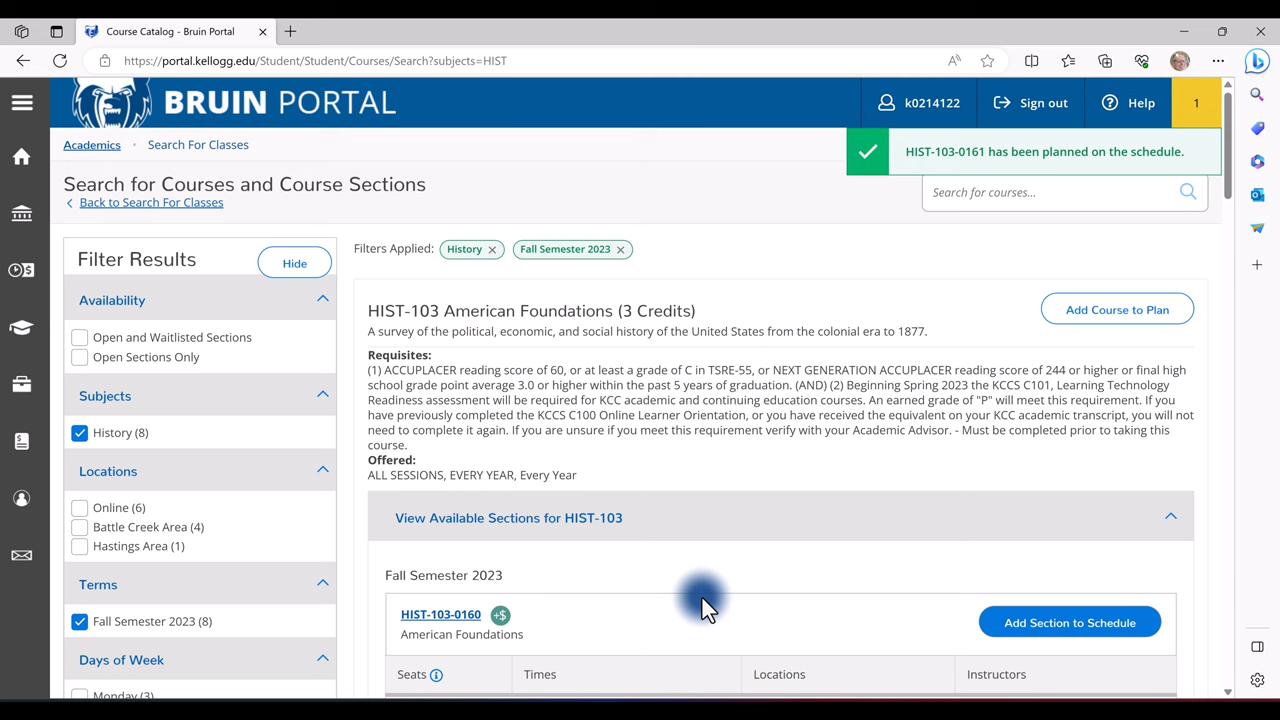 Course Catalog - Bruin Portal
https://portal.kellogg.edu/Student/Student/Courses/Search?subjects=HIST
BRUIN PORTAL
k0214122
Sign out
Help
1
Academics
Search For Classes
HIST-103-0161 has been planned on the schedule.
Search for Courses and Course Sections
Back to Search For Classes
Search for courses...
Filter Results
Hide
Filters Applied:
History
Fall Semester 2023
Availability
Open and Waitlisted Sections
Open Sections Only
Subjects
History (8)
Locations
Online (6)
Battle Creek Area (4)
Hastings Area (1)
Terms
Fall Semester 2023 (8)
Days of Week
Monday (3)
HIST-103 American Foundations (3 Credits)
Add Course to Plan
A survey of the political, economic, and social history of the United States from the colonial era to 1877.
Requisites:
(1) ACCUPLACER reading score of 60, or at least a grade of C in TSRE-55, or NEXT GENERATION ACCUPLACER reading score of 244 or higher or final high
school grade point average 3.0 or higher within the past 5 years of graduation. (AND) (2) Beginning Spring 2023 the KCCS C101, Learning Technology
Readiness assessment will be required for KCC academic and continuing education courses. An earned grade of "P" will meet this requirement. If you
have previously completed the KCCS C100 Online Learner Orientation, or you have received the equivalent on your KCC academic transcript, you will not
need to complete it again. If you are unsure if you meet this requirement verify with your Academic Advisor. - Must be completed prior to taking this
course.
Offered:
ALL SESSIONS, EVERY YEAR, Every Year
View Available Sections for HIST-103
Fall Semester 2023
HIST-103-0160
+$
American Foundations
Add Section to Schedule
Seats
Times
Locations
Instructors